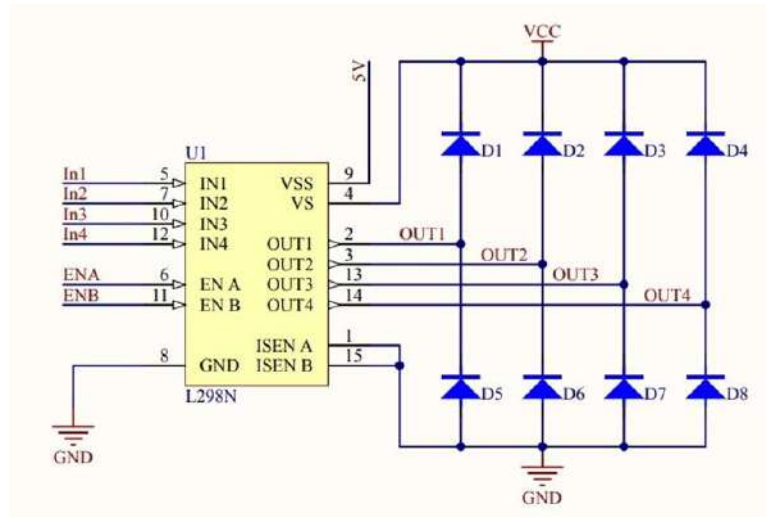 VCC
5V
D1 D2 D3 D4
U1
In1 5 IN1 VSS 9
In2 7 IN2 VS 4
In3 10 IN3
In4 12 IN4 OUT1 2 OUT1
OUT2 3 OUT2
ENA 6 EN A OUT3 13 OUT3
ENB 11 EN B OUT4 14 OUT4
ISEN A 1
8 GND ISEN B 15
L298N
D5 D6 D7 D8
GND
GND